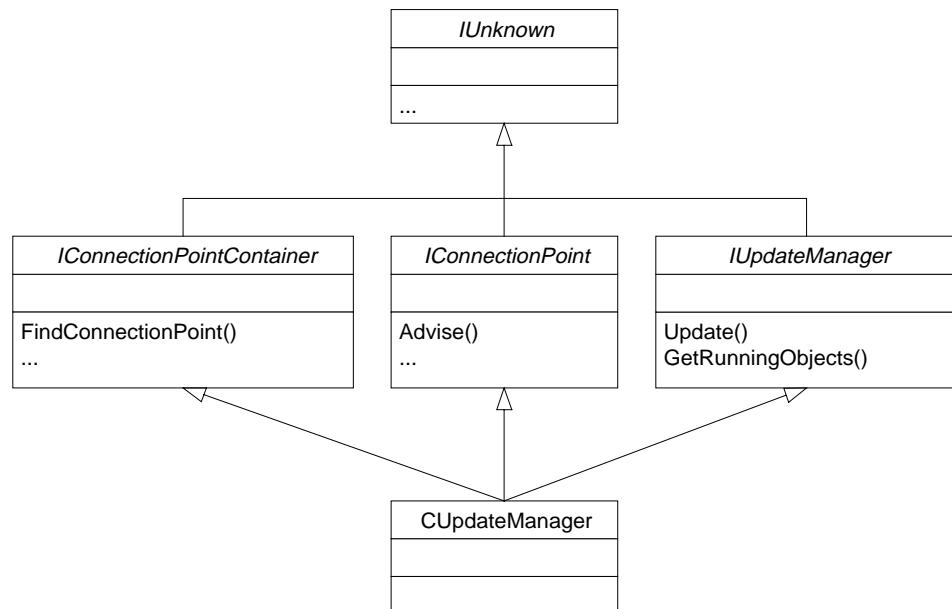 IUnknown
...
IConnectionPointContainer
FindConnectionPoint()
...
IConnectionPoint
Advise()
...
IUpdateManager
Update()
GetRunningObjects()
CUpdateManager